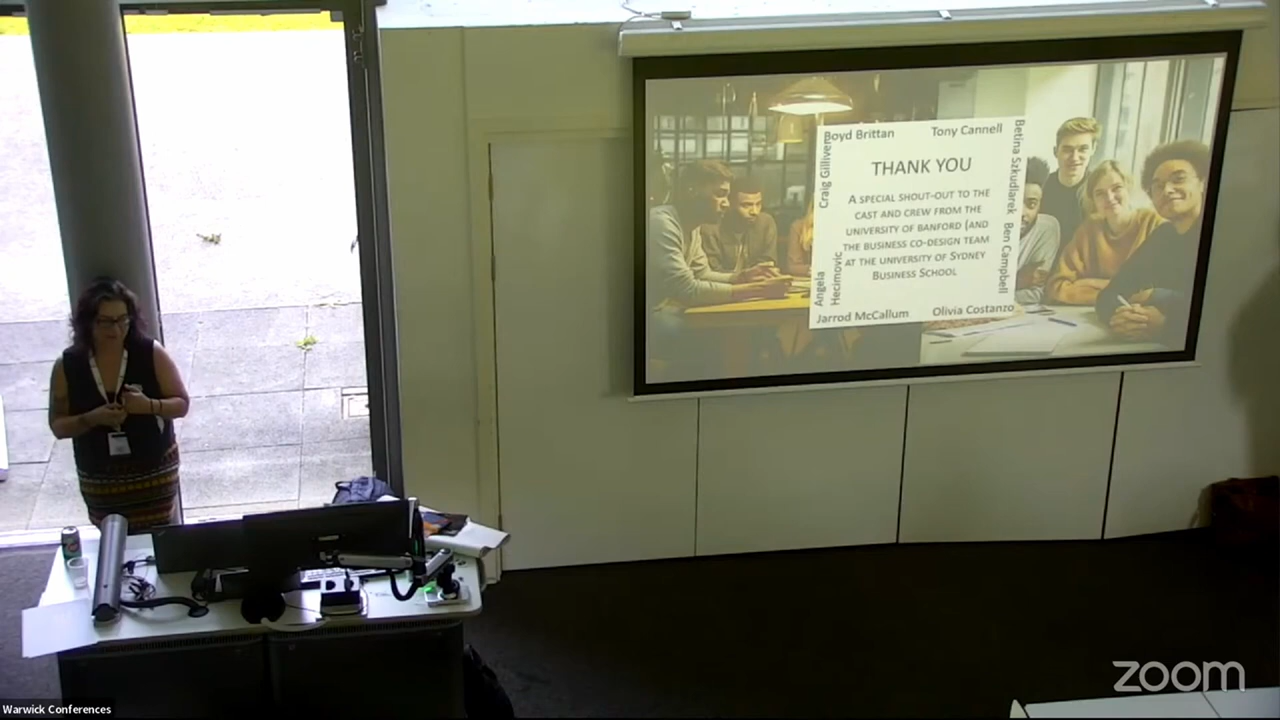 Boyd Brittan
Tony Cannell
Craig Gilliver
Betina Szkudlarek
THANK YOU
A SPECIAL SHOUT-OUT TO THE
CAST AND CREW FROM THE
UNIVERSITY OF BANFORD (AND
THE BUSINESS CO-DESIGN TEAM
AT THE UNIVERSITY OF SYDNEY
BUSINESS SCHOOL
Angela
Hecimovic
Ben Campbell
Jarrod McCallum
Olivia Costanzo
zoom
Warwick Conferences